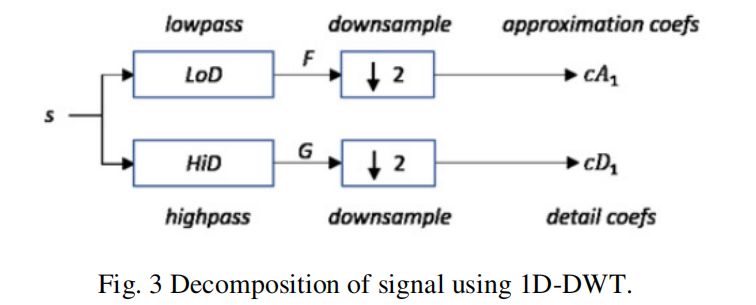 lowpass downsample approximation coefs
LoD F ↓ 2 cA₁
s
HiD G ↓ 2 cD₁
highpass downsample detail coefs
Fig. 3 Decomposition of signal using 1D-DWT.